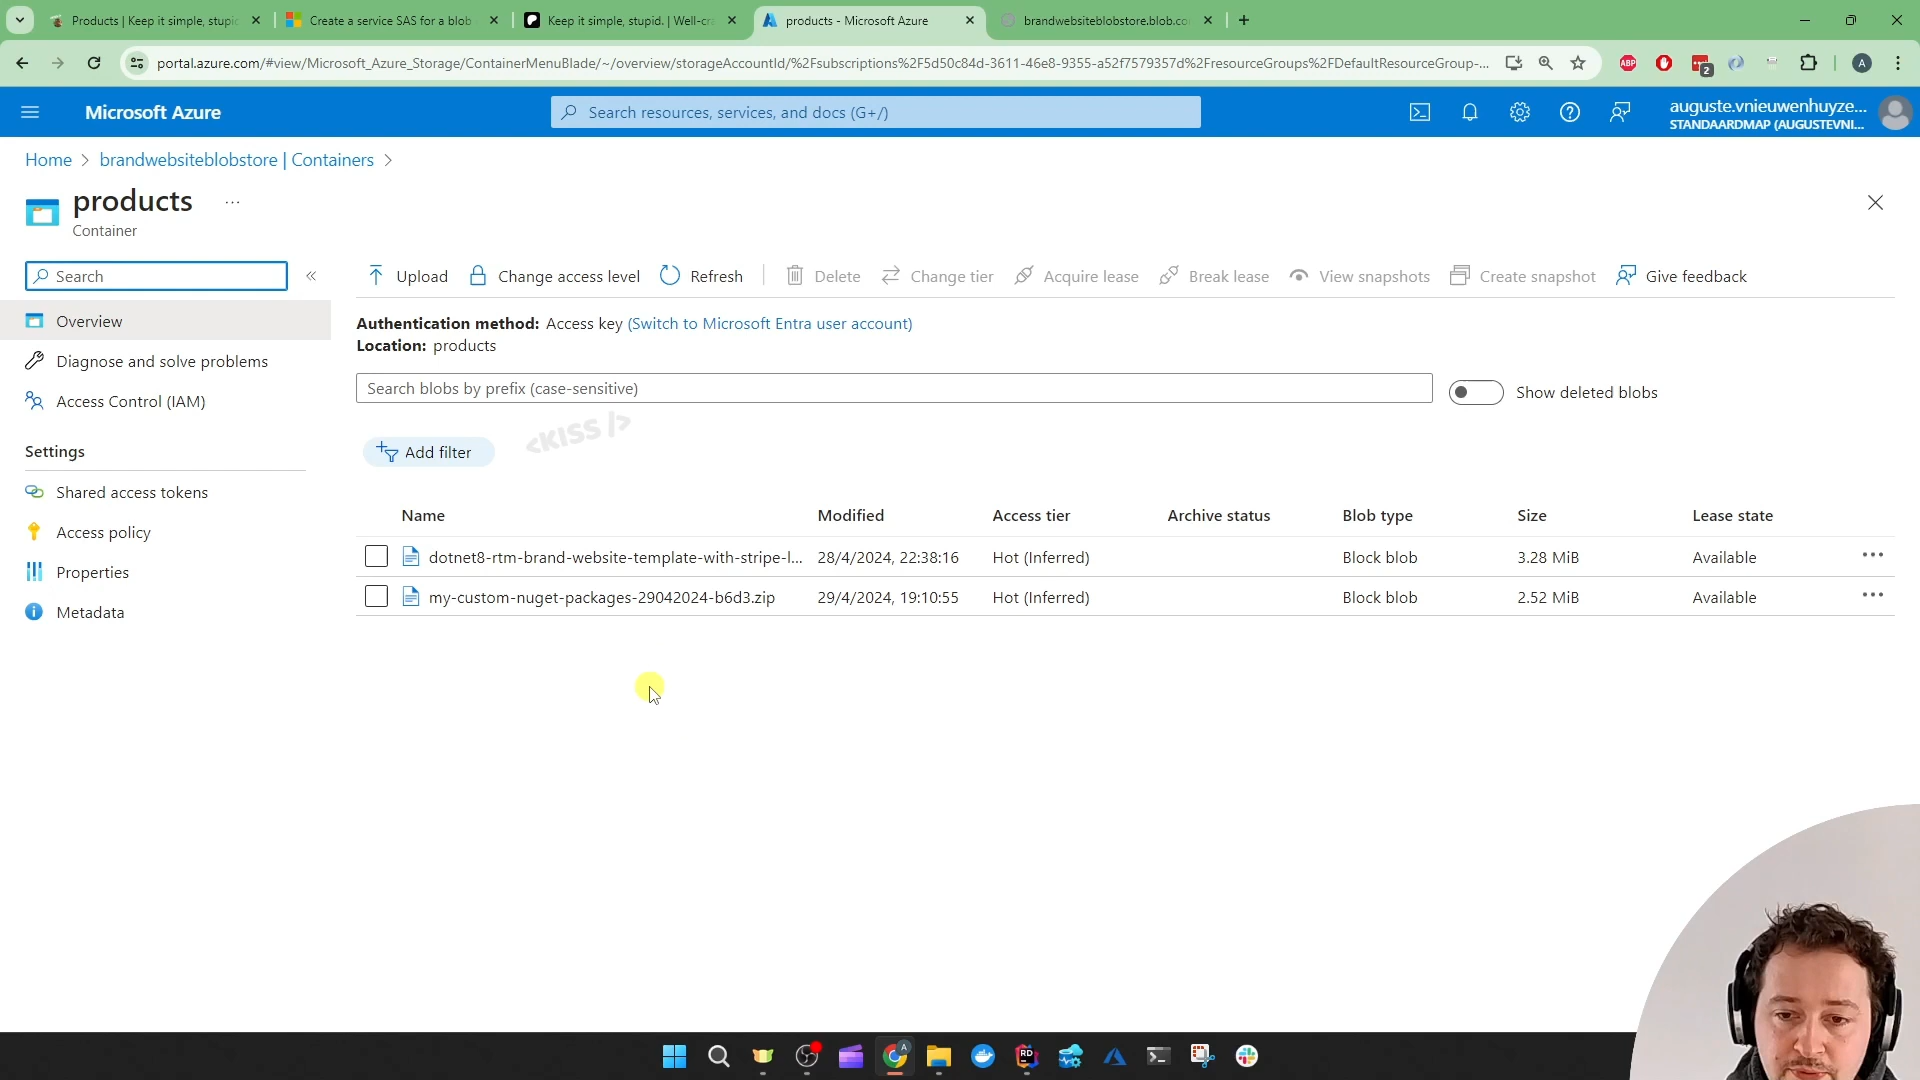 Products | Keep it simple, stupid
Create a service SAS for a blob
Keep it simple, stupid. | Well-cra
products - Microsoft Azure
brandwebsiteblobstore.blob.co
portal.azure.com/#view/Microsoft_Azure_Storage/ContainerMenuBlade/~/overview/storageAccountId/%2Fsubscriptions%2F5d50c84d-3611-46e8-9355-a52f7579357d%2FresourceGroups%2FDefaultResourceGroup-...
ABP
2
A
Microsoft Azure
Search resources, services, and docs (G+/)
auguste.vnieuwenhuyze...
STANDAARDMAP (AUGUSTEVNI...
Home > brandwebsiteblobstore | Containers >
products ...
Container
Search
Upload
Change access level
Refresh
Delete
Change tier
Acquire lease
Break lease
View snapshots
Create snapshot
Give feedback
Overview
Diagnose and solve problems
Access Control (IAM)
Settings
Shared access tokens
Access policy
Properties
Metadata
Authentication method: Access key (Switch to Microsoft Entra user account)
Location: products
Search blobs by prefix (case-sensitive)
Show deleted blobs
<KISS />
Add filter
Name Modified Access tier Archive status Blob type Size Lease state
dotnet8-rtm-brand-website-template-with-stripe-l... 28/4/2024, 22:38:16 Hot (Inferred) Block blob 3.28 MiB Available ...
my-custom-nuget-packages-29042024-b6d3.zip 29/4/2024, 19:10:55 Hot (Inferred) Block blob 2.52 MiB Available ...
A
RD